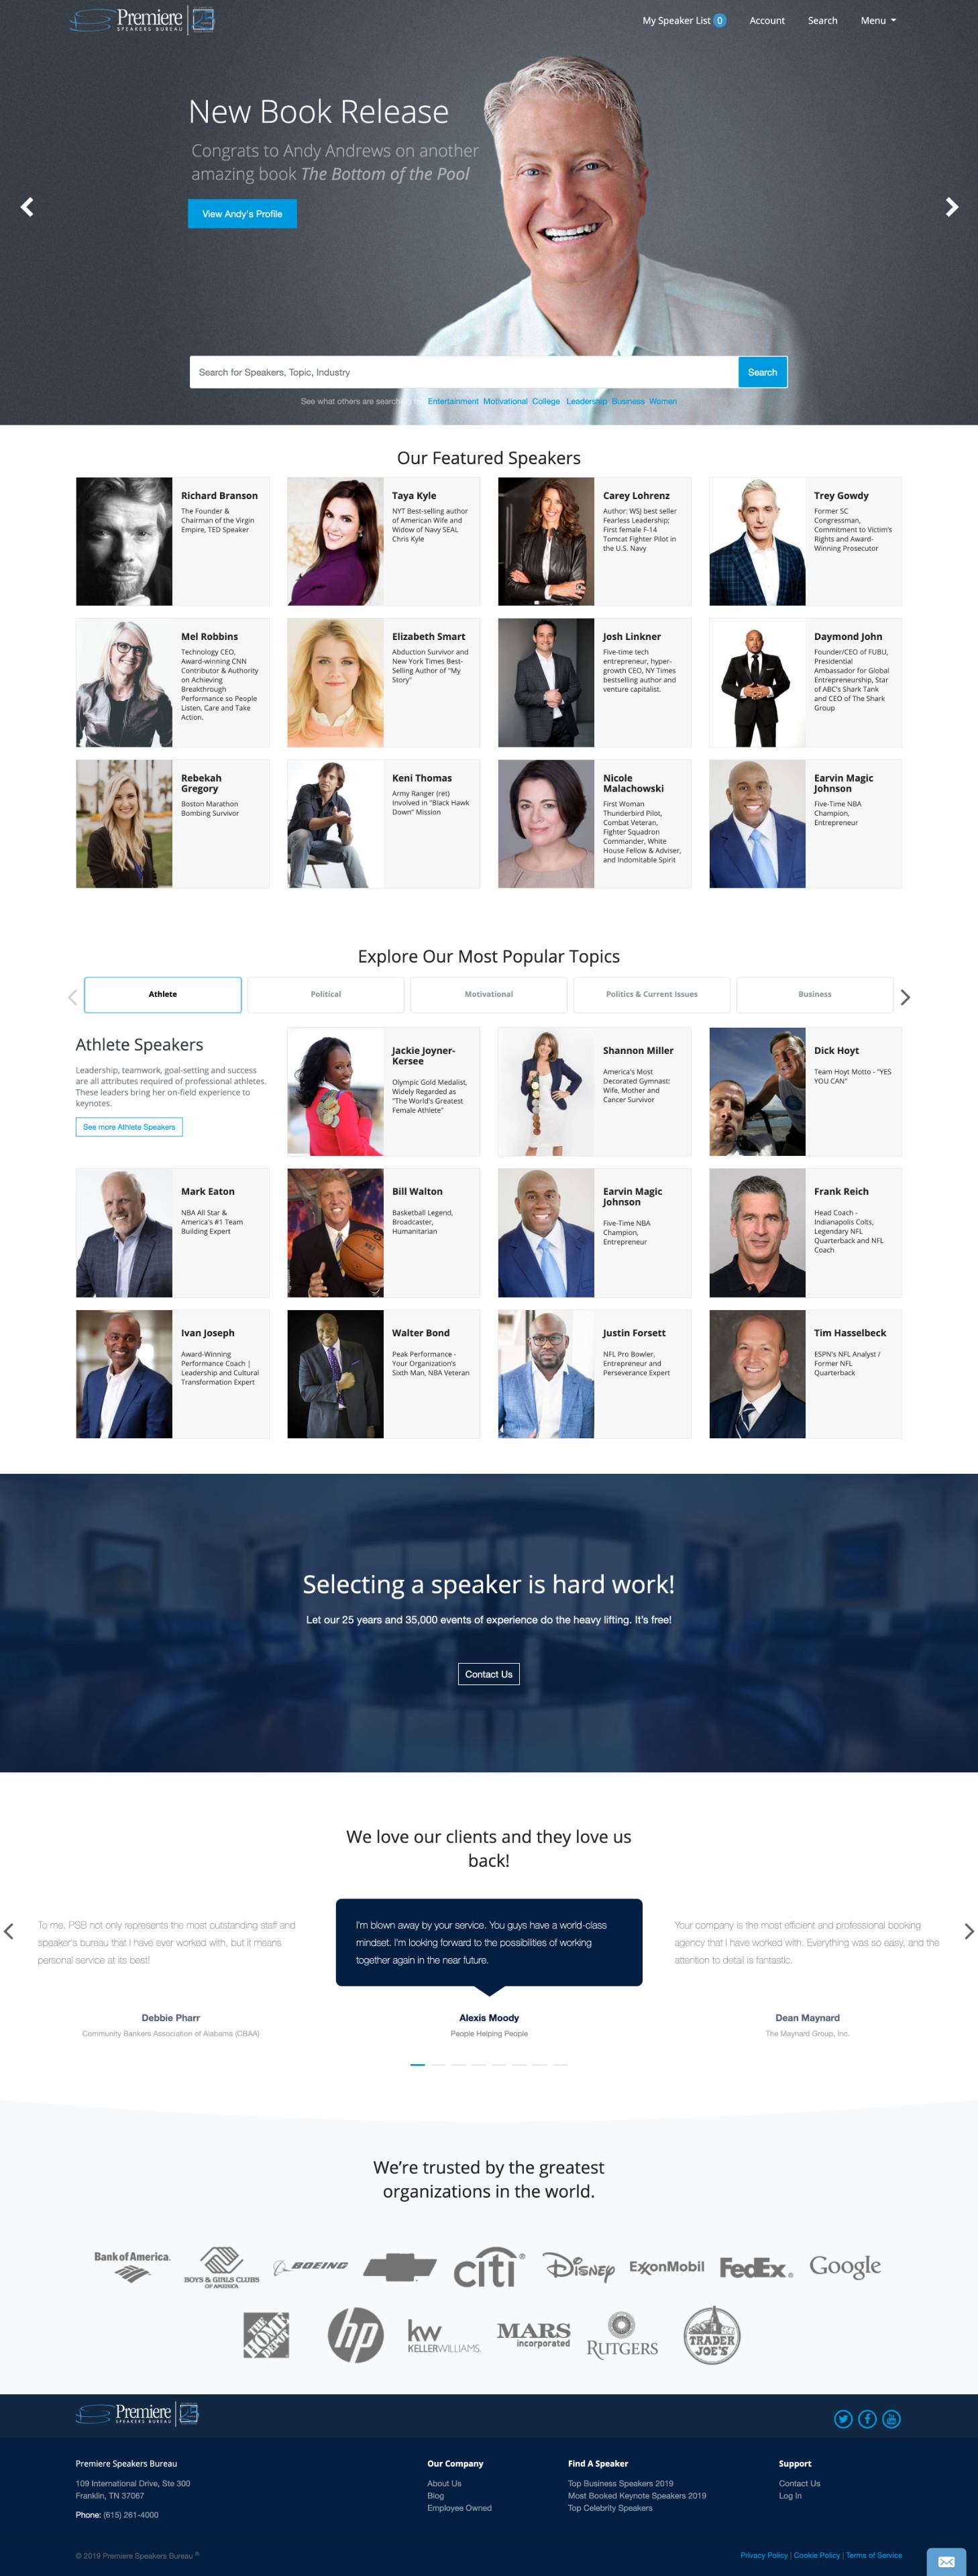 Premiere
SPEAKERS BUREAU
My Speaker List 0
Account
Search
Menu
New Book Release
Congrats to Andy Andrews on another
amazing book The Bottom of the Pool
View Andy's Profile
Search for Speakers, Topic, Industry
Search
See what others are search
Entertainment Motivational College Leadership Business Women
Our Featured Speakers
Richard Branson
The Founder &
Chairman of the Virgin
Empire, TED Speaker
Taya Kyle
NYT Best-selling author
of American Wife and
Widow of Navy SEAL
Chris Kyle
Carey Lohrenz
Author: WSJ best seller
Fearless Leadership;
First female F-14
Tomcat Fighter Pilot in
the U.S. Navy
Trey Gowdy
Former SC
Congressman,
Commitment to Victim's
Rights and Award-
Winning Prosecutor
Mel Robbins
Technology CEO,
Award-winning CNN
Contributor & Authority
on Achieving
Breakthrough
Performance so People
Listen, Care and Take
Action.
Elizabeth Smart
Abduction Survivor and
New York Times Best-
Selling Author of "My
Story"
Josh Linkner
Five-time tech
entrepreneur, hyper-
growth CEO, NY Times
bestselling author and
venture capitalist.
Daymond John
Founder/CEO of FUBU,
Presidential
Ambassador for Global
Entrepreneurship, Star
of ABC's Shark Tank
and CEO of The Shark
Group
Rebekah
Gregory
Boston Marathon
Bombing Survivor
Keni Thomas
Army Ranger (ret)
Involved in "Black Hawk
Down" Mission
Nicole
Malachowski
First Woman
Thunderbird Pilot,
Combat Veteran,
Fighter Squadron
Commander, White
House Fellow & Adviser,
and Indomitable Spirit
Earvin Magic
Johnson
Five-Time NBA
Champion,
Entrepreneur
Explore Our Most Popular Topics
Athlete
Political
Motivational
Politics & Current Issues
Business
Athlete Speakers
Leadership, teamwork, goal-setting and success
are all attributes required of professional athletes.
These leaders bring her on-field experience to
keynotes.
See more Athlete Speakers
Jackie Joyner-
Kersee
Olympic Gold Medalist,
Widely Regarded as
"The World's Greatest
Female Athlete"
Shannon Miller
America's Most
Decorated Gymnast:
Wife, Mother and
Cancer Survivor
Dick Hoyt
Team Hoyt Motto - "YES
YOU CAN"
Mark Eaton
NBA All Star &
America's #1 Team
Building Expert
Bill Walton
Basketball Legend,
Broadcaster,
Humanitarian
Earvin Magic
Johnson
Five-Time NBA
Champion,
Entrepreneur
Frank Reich
Head Coach -
Indianapolis Colts,
Legendary NFL
Quarterback and NFL
Coach
Ivan Joseph
Award-Winning
Performance Coach |
Leadership and Cultural
Transformation Expert
Walter Bond
Peak Performance -
Your Organization's
Sixth Man, NBA Veteran
Justin Forsett
NFL Pro Bowler,
Entrepreneur and
Perseverance Expert
Tim Hasselbeck
ESPN's NFL Analyst /
Former NFL
Quarterback
Selecting a speaker is hard work!
Let our 25 years and 35,000 events of experience do the heavy lifting. It's free!
Contact Us
We love our clients and they love us
back!
To me, PSB not only represents the most outstanding staff and
speaker's bureau that I have ever worked with, but it means
personal service at its best!
Debbie Pharr
Community Bankers Association of Alabama (CBAA)
I'm blown away by your service. You guys have a world-class
mindset. I'm looking forward to the possibilities of working
together again in the near future.
Alexis Moody
People Helping People
Your company is the most efficient and professional booking
agency that I have worked with. Everything was so easy, and the
attention to detail is fantastic.
Dean Maynard
The Maynard Group, Inc.
We're trusted by the greatest
organizations in the world.
Bank of America.
BOYS & GIRLS CLUBS
OF AMERICA
BOEING
citi
Disney
ExxonMobil
FedEx
Google
THE HOME DEPOT
hp
kw
KELLERWILLIAMS.
MARS
incorporated
RUTGERS
TRADER
JOE'S
Premiere
SPEAKERS BUREAU
Premiere Speakers Bureau
109 International Drive, Ste 300
Franklin, TN 37067
Phone: (615) 261-4000
Our Company
About Us
Blog
Employee Owned
Find A Speaker
Top Business Speakers 2019
Most Booked Keynote Speakers 2019
Top Celebrity Speakers
Support
Contact Us
Log In
© 2019 Premiere Speakers Bureau ®
Privacy Policy | Cookie Policy | Terms of Service